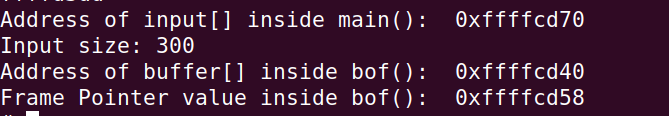 Address of input[] inside main():  0xffffcd70
Input size: 300
Address of buffer[] inside bof():  0xffffcd40
Frame Pointer value inside bof():  0xffffcd58